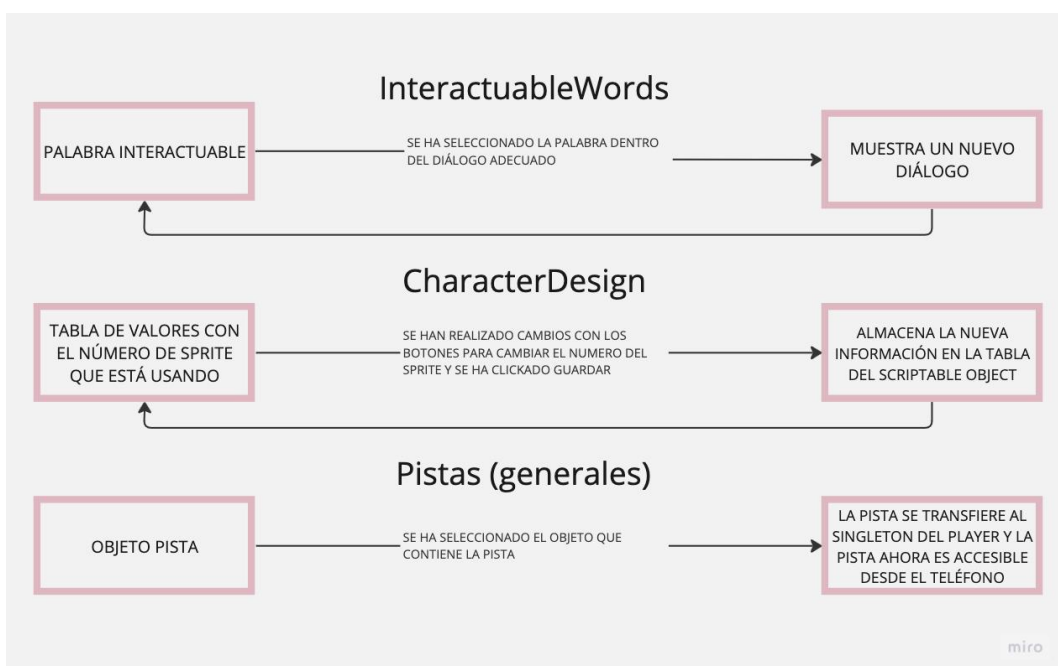 InteractuableWords
PALABRA INTERACTUABLE
SE HA SELECCIONADO LA PALABRA DENTRO
DEL DIÁLOGO ADECUADO
MUESTRA UN NUEVO
DIÁLOGO
CharacterDesign
TABLA DE VALORES CON
EL NÚMERO DE SPRITE
QUE ESTÁ USANDO
SE HAN REALIZADO CAMBIOS CON LOS
BOTONES PARA CAMBIAR EL NUMERO DEL
SPRITE Y SE HA CLICKADO GUARDAR
ALMACENA LA NUEVA
INFORMACIÓN EN LA TABLA
DEL SCRIPTABLE OBJECT
Pistas (generales)
OBJETO PISTA
SE HA SELECCIONADO EL OBJETO QUE
CONTIENE LA PISTA
LA PISTA SE TRANSFIERE AL
SINGLETON DEL PLAYER Y LA
PISTA AHORA ES ACCESIBLE
DESDE EL TELÉFONO
miro